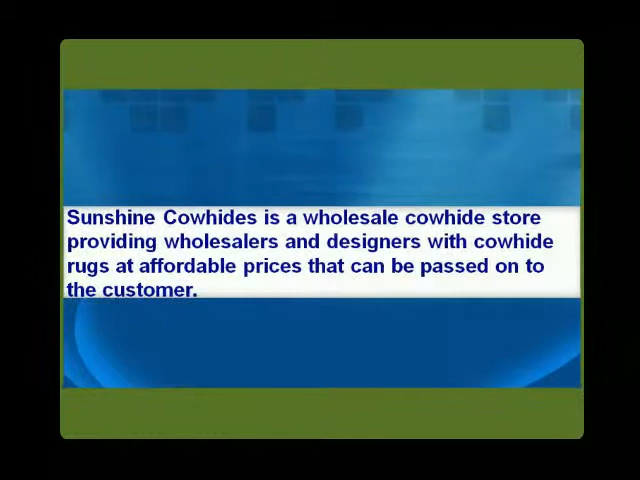 Sunshine Cowhides is a wholesale cowhide store
providing wholesalers and designers with cowhide
rugs at affordable prices that can be passed on to
the customer.